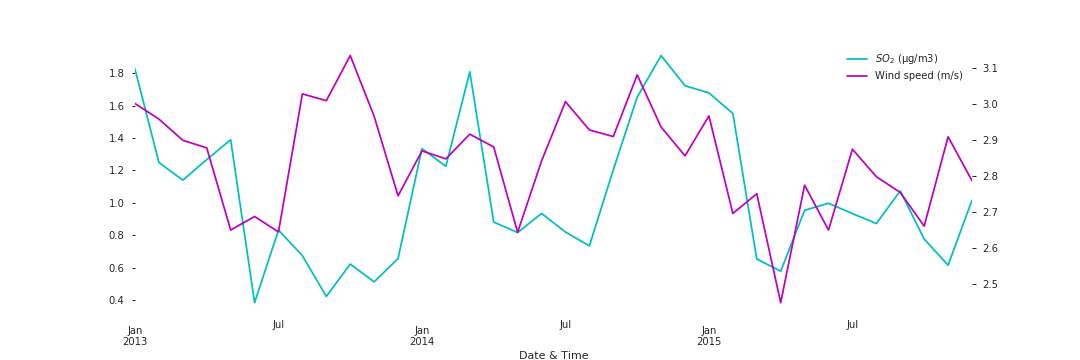 SO₂ (µg/m3)
Wind speed (m/s)
1.8
1.6
1.4
1.2
1.0
0.8
0.6
0.4
3.1
3.0
2.9
2.8
2.7
2.6
2.5
Jan
2013
Jul
Jan
2014
Jul
Jan
2015
Jul
Date & Time